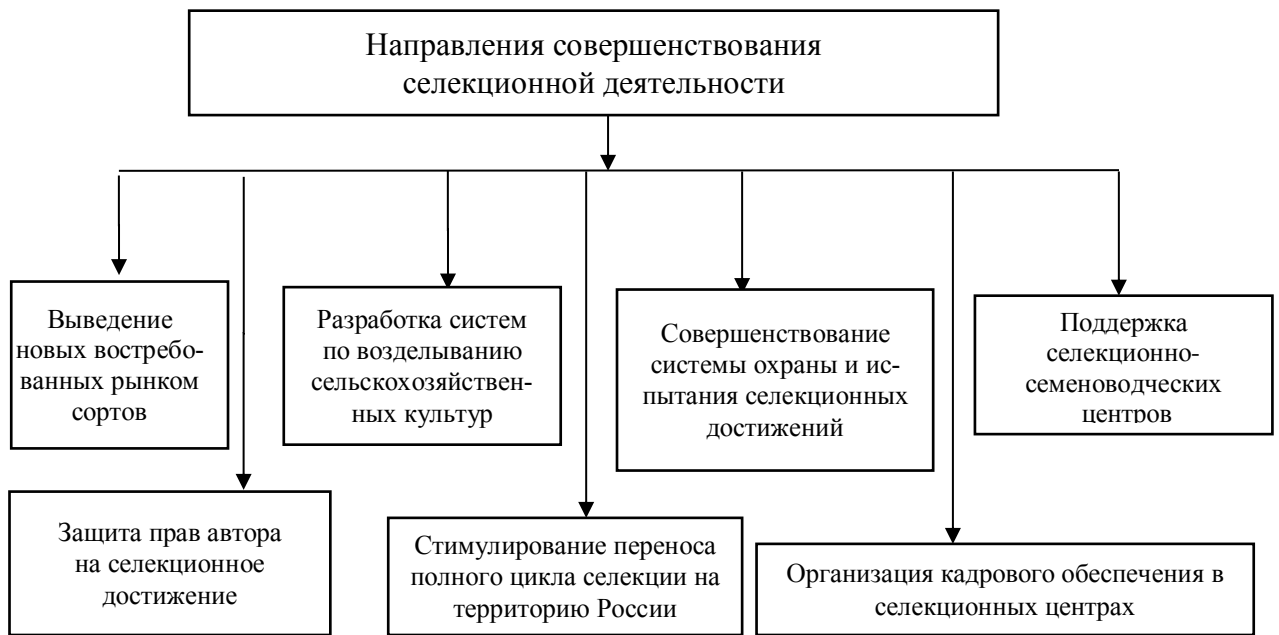 Направления совершенствования
селекционной деятельности
Выведение
новых востребо-
ванных рынком
сортов
Разработка систем
по возделыванию
сельскохозяйствен-
ных культур
Совершенствование
системы охраны и ис-
пытания селекционных
достижений
Поддержка
селекционно-
семеноводческих
центров
Защита прав автора
на селекционное
достижение
Стимулирование переноса
полного цикла селекции на
территорию России
Организация кадрового обеспечения в
селекционных центрах